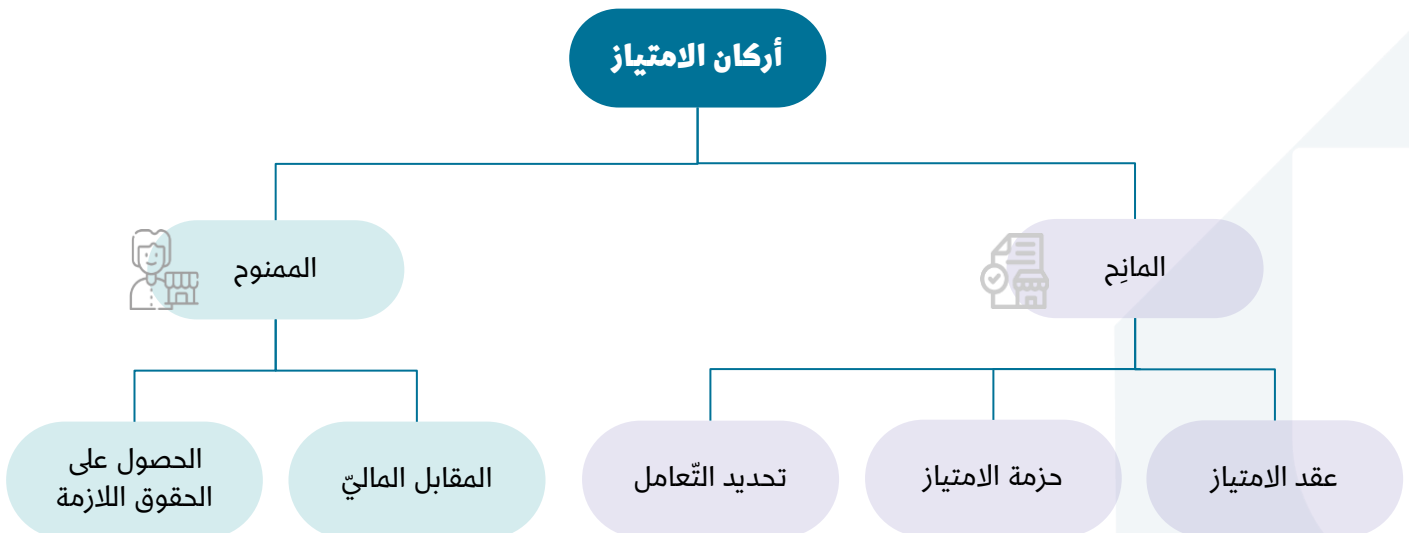 أركان الامتياز
المانِح
الممنوح
عقد الامتياز
حزمة الامتياز
تحديد التّعامل
المقابل الماليّ
الحصول على
الحقوق اللازمة